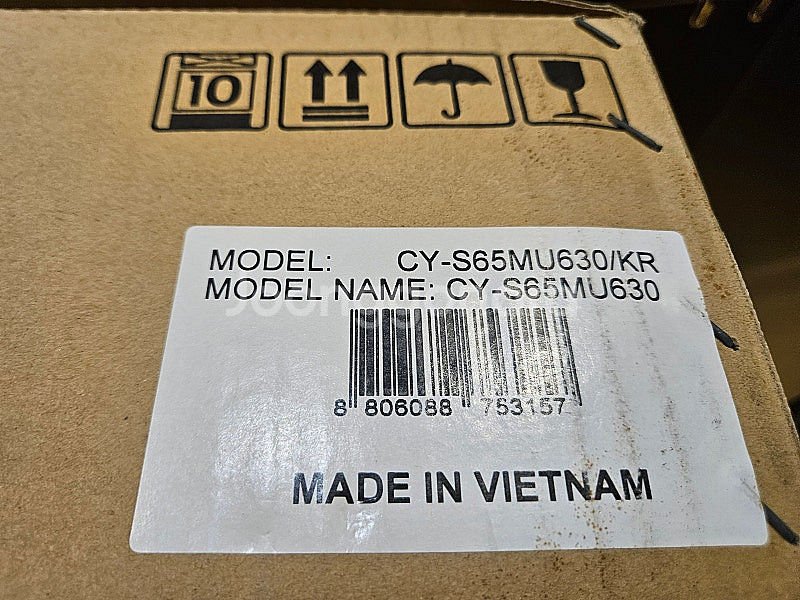 10
MODEL: CY-S65MU630/KR
MODEL NAME: CY-S65MU630
8 806088 753157
MADE IN VIETNAM